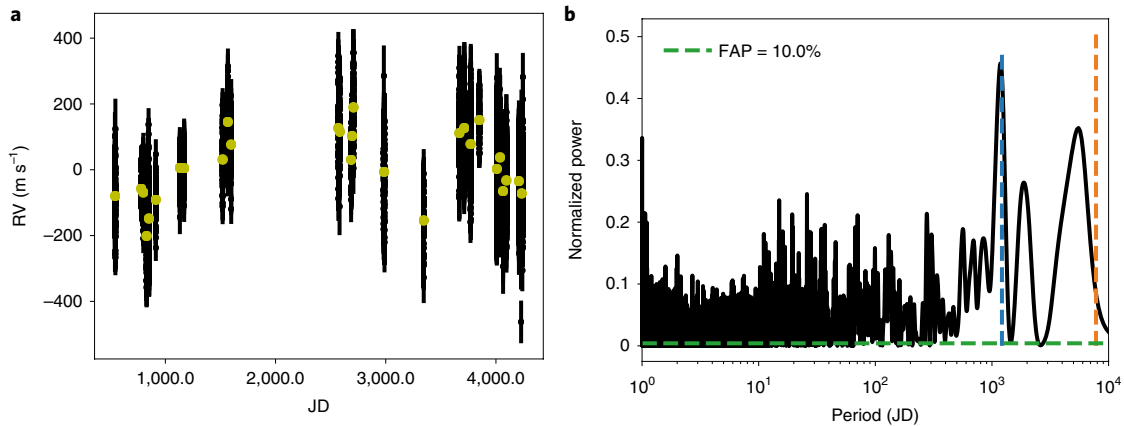 a
400
200
0
−200
−400
RV (m s⁻¹)
1,000.0 2,000.0 3,000.0 4,000.0
JD
b
0.5
0.4
0.3
0.2
0.1
0
Normalized power
FAP = 10.0%
10⁰ 10¹ 10² 10³ 10⁴
Period (JD)